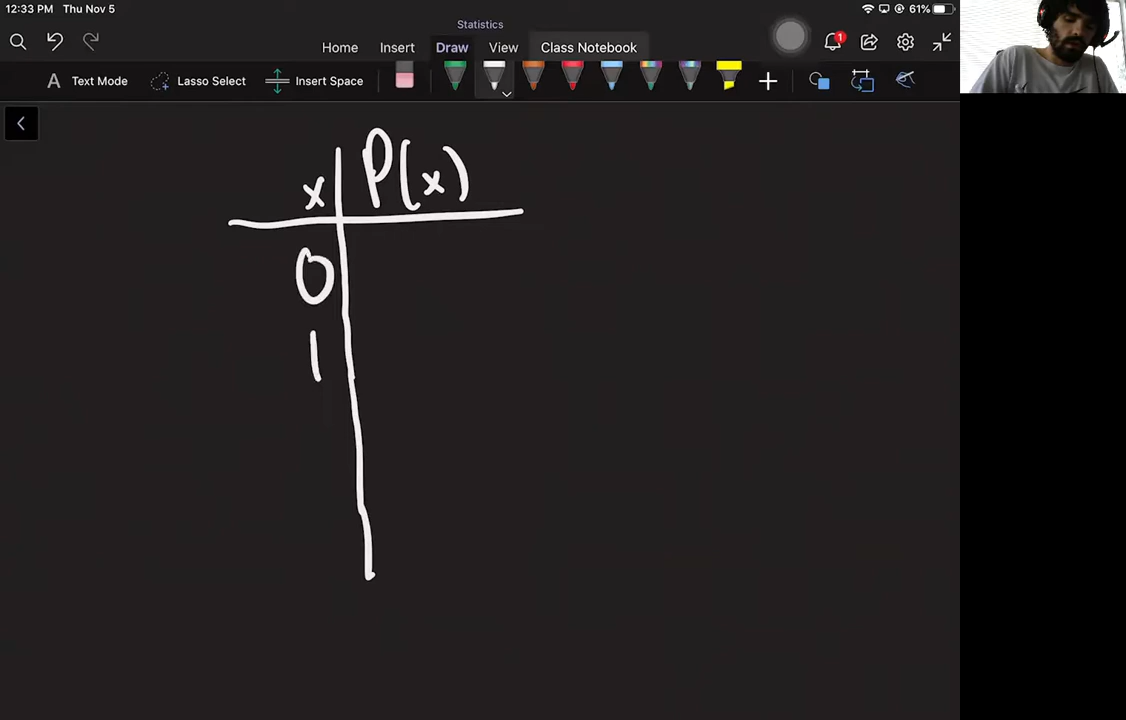 12:33 PM Thu Nov 5
61%
Statistics
Home Insert Draw View Class Notebook
1
A Text Mode Lasso Select Insert Space
x P(x)
0
1